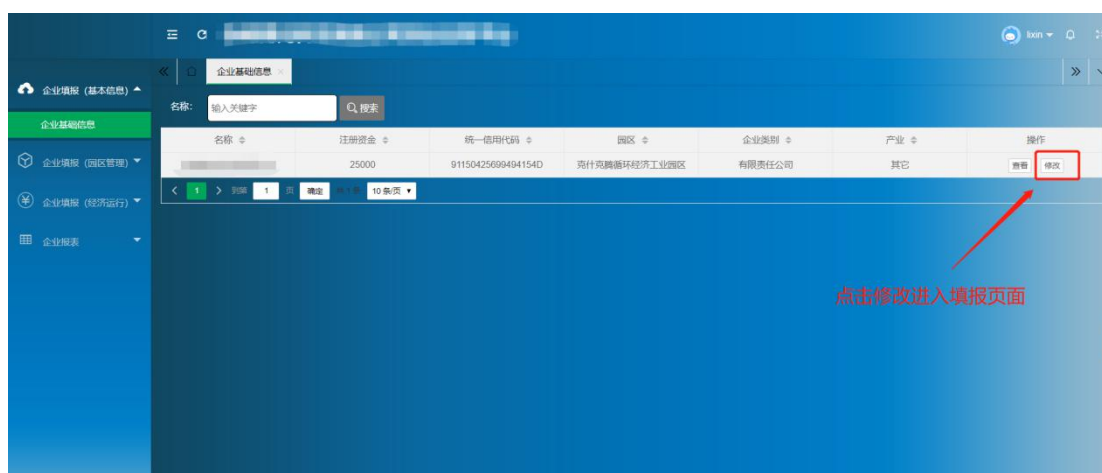 lixin
企业基础信息
企业填报（基本信息）
名称： 输入关键字 搜索
企业基础信息
名称 注册资金 统一信用代码 园区 企业类别 产业 操作
25000 91150425699494154D 克什克腾循环经济工业园区 有限责任公司 其它 查看 修改
企业填报（园区管理）
1 到第 1 页 确定 共 1 条 10 条/页
企业填报（经济运行）
企业报表
点击修改进入填报页面